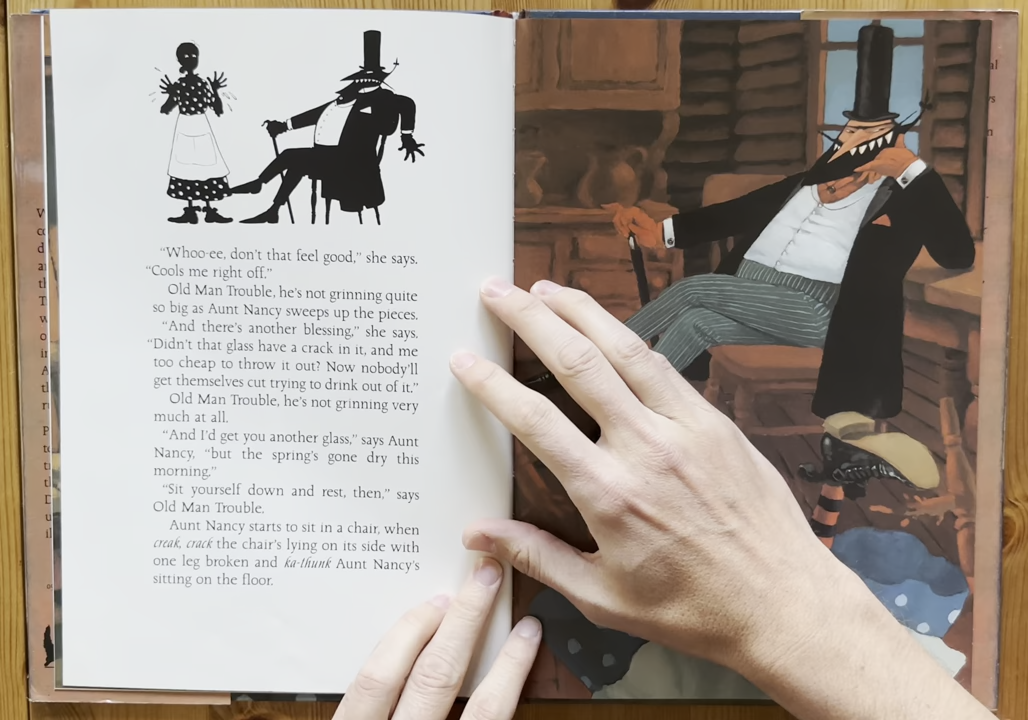 “Whoo-ee, don’t that feel good,” she says.
“Cools me right off.”
Old Man Trouble, he’s not grinning quite
so big as Aunt Nancy sweeps up the pieces.
“And there’s another blessing,” she says.
“Didn’t that glass have a crack in it, and me
too cheap to throw it out? Now nobody’ll
get themselves cut trying to drink out of it.”
Old Man Trouble, he’s not grinning very
much at all.
“And I’d get you another glass,” says Aunt
Nancy, “but the spring’s gone dry this
morning.”
“Sit yourself down and rest, then,” says
Old Man Trouble.
Aunt Nancy starts to sit in a chair, when
creak, crack the chair’s lying on its side with
one leg broken and ka-thunk Aunt Nancy’s
sitting on the floor.